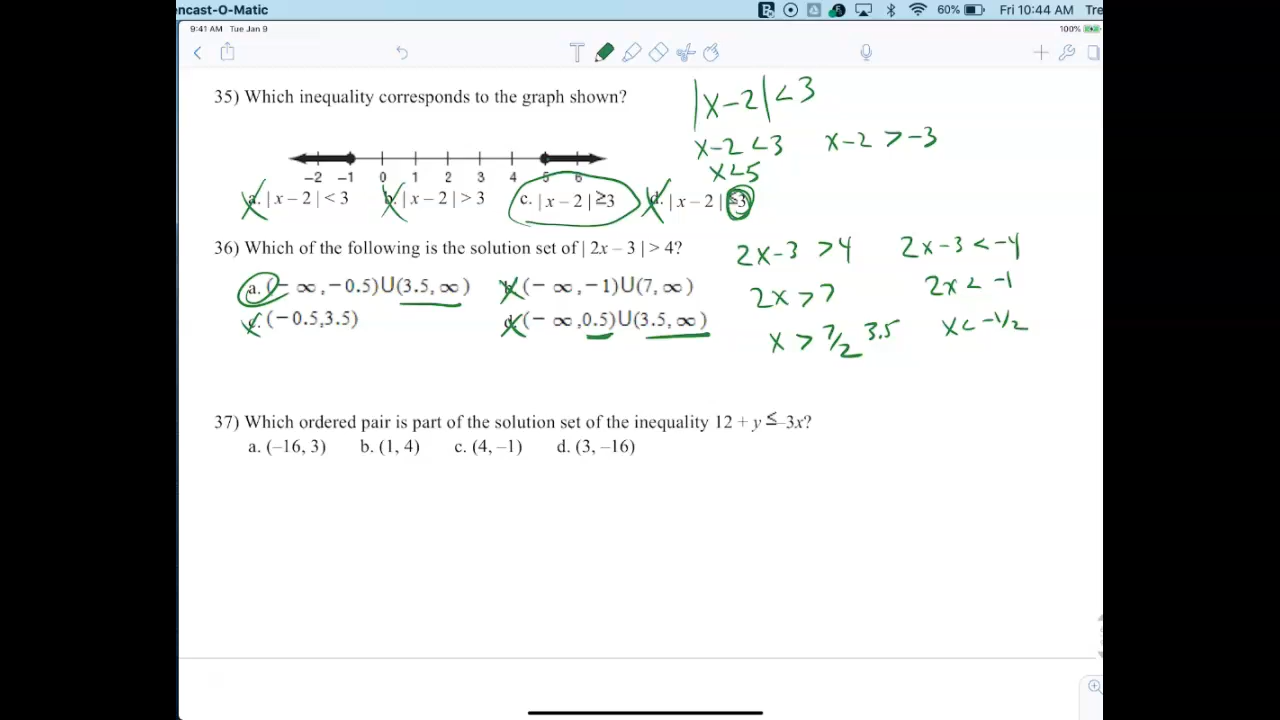 encast-O-Matic 60% Fri 10:44 AM Tre
9:41 AM Tue Jan 9 100%
35) Which inequality corresponds to the graph shown?
|x-2| <3
x-2 <3 x-2 > -3
x<5
−2 −1 0 1 2 3 4 5 6
a. | x − 2 | < 3 b. | x − 2 | > 3 c. | x − 2 | ≥3 d. | x − 2 | ≤3
36) Which of the following is the solution set of | 2x − 3 | > 4?
2x-3 >4 2x-3 < -4
a. (− ∞ ,−0.5)U(3.5, ∞ ) b. (− ∞ ,−1)U(7, ∞ )
2x >7 2x < -1
c. (−0.5,3.5) d. (− ∞ ,0.5)U(3.5, ∞ )
x > 7/2 3.5 x< -1/2
37) Which ordered pair is part of the solution set of the inequality 12 + y ≤ −3x?
a. (−16, 3) b. (1, 4) c. (4, −1) d. (3, −16)